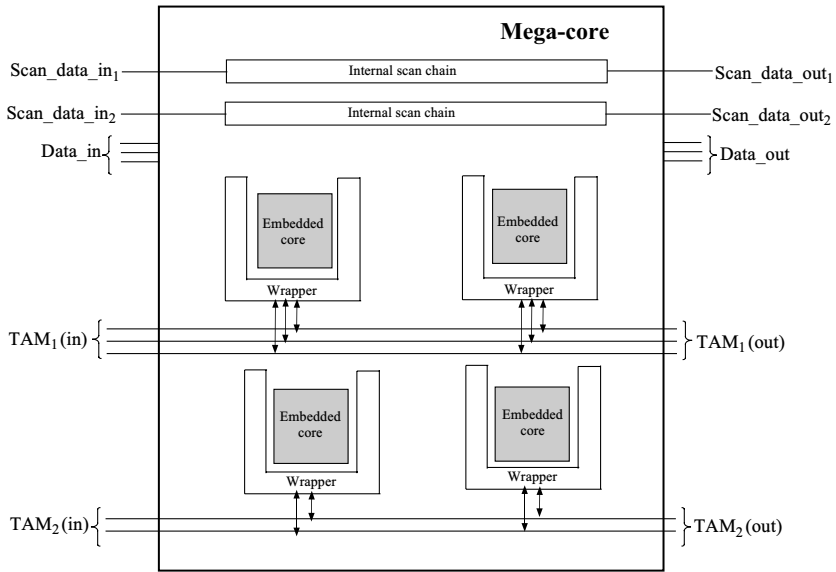 Mega-core
Scan_data_in1
Internal scan chain
Scan_data_out1
Scan_data_in2
Internal scan chain
Scan_data_out2
Data_in
Data_out
Embedded
core
Wrapper
Embedded
core
Wrapper
TAM1(in)
TAM1(out)
Embedded
core
Wrapper
Embedded
core
Wrapper
TAM2(in)
TAM2(out)